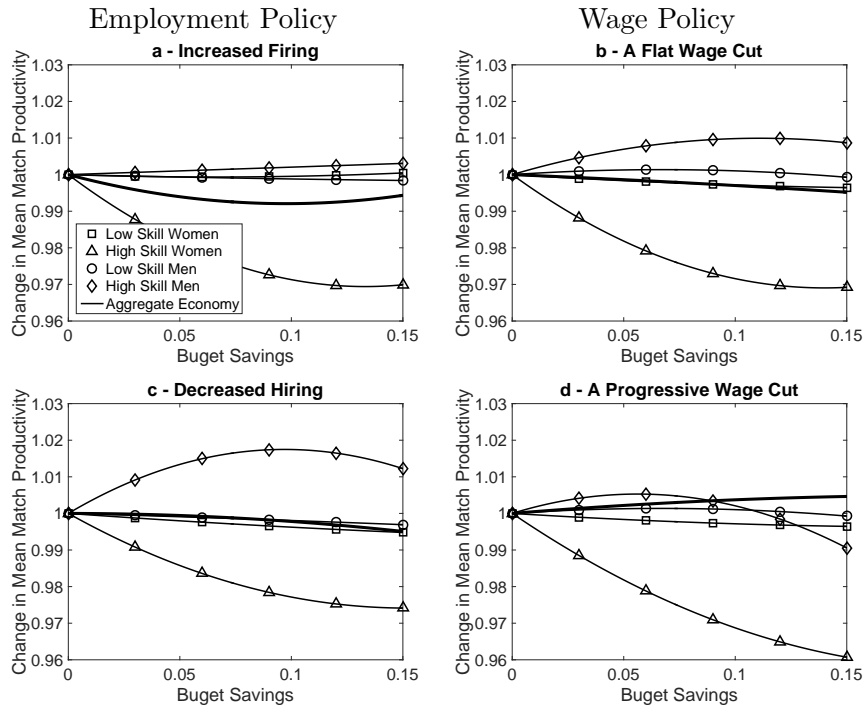 Employment Policy
Wage Policy
a - Increased Firing
1.03
1.02
1.01
1
0.99
0.98
0.97
0.96
Change in Mean Match Productivity
Low Skill Women
High Skill Women
Low Skill Men
High Skill Men
Aggregate Economy
0
0.05
0.1
0.15
Buget Savings
b - A Flat Wage Cut
1.03
1.02
1.01
1
0.99
0.98
0.97
0.96
Change in Mean Match Productivity
0
0.05
0.1
0.15
Buget Savings
c - Decreased Hiring
1.03
1.02
1.01
1
0.99
0.98
0.97
0.96
Change in Mean Match Productivity
0
0.05
0.1
0.15
Buget Savings
d - A Progressive Wage Cut
1.03
1.02
1.01
1
0.99
0.98
0.97
0.96
Change in Mean Match Productivity
0
0.05
0.1
0.15
Buget Savings